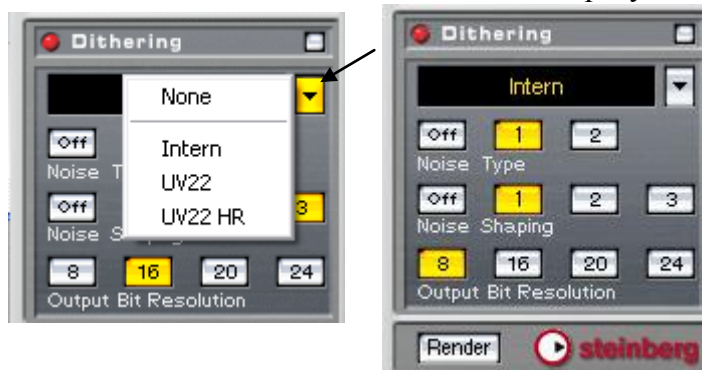 Dithering
None
Intern
UV22
UV22 HR
Off
Noise T
Off 3
Noise S
8 16 20 24
Output Bit Resolution
Dithering
Intern
Off 1 2
Noise Type
Off 1 2 3
Noise Shaping
8 16 20 24
Output Bit Resolution
Render steinberg